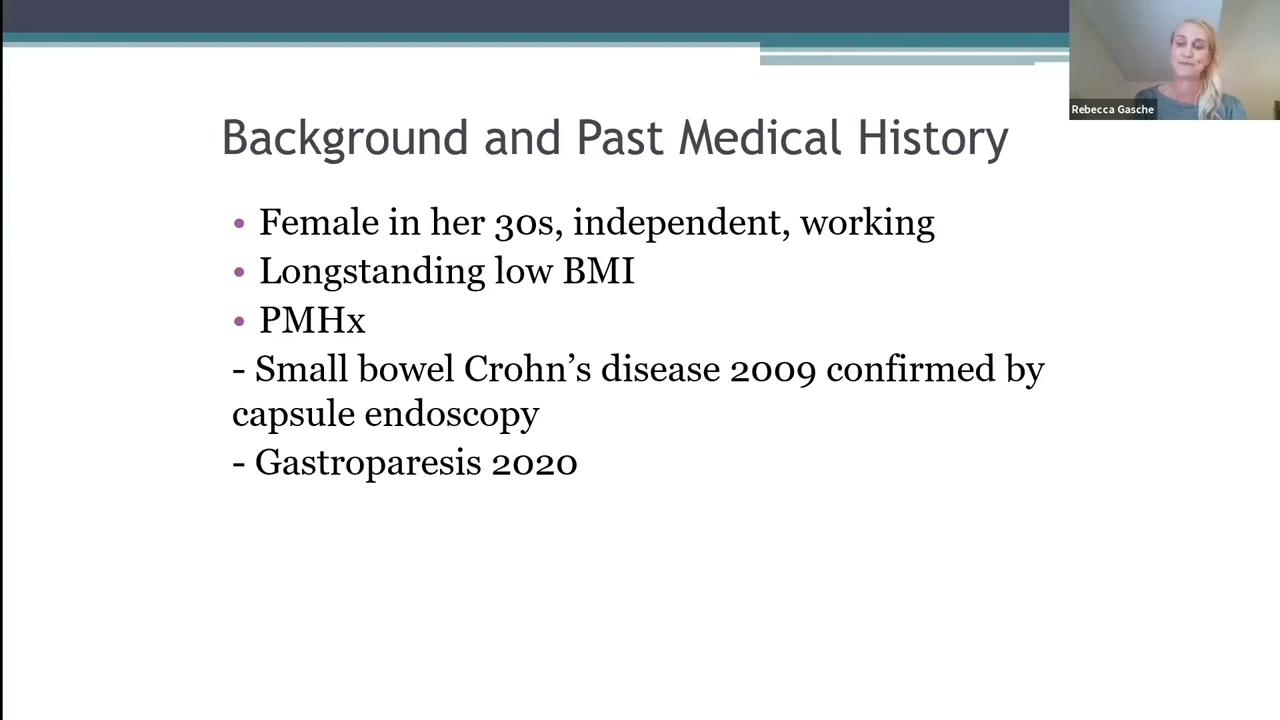 Rebecca Gasche
Background and Past Medical History
• Female in her 30s, independent, working
• Longstanding low BMI
• PMHx
- Small bowel Crohn’s disease 2009 confirmed by
capsule endoscopy
- Gastroparesis 2020